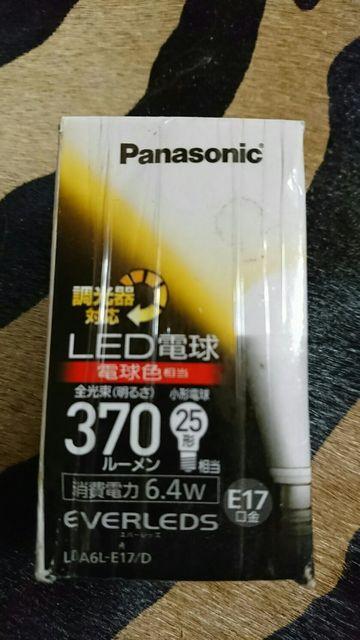 Panasonic
調光器
対応
LED電球
電球色相当
全光束(明るさ) 小形電球
370 25形
ルーメン 相当
消費電力 6.4W
E17
口金
EVERLEDS
エバーレッズ
LDA6L-E17/D